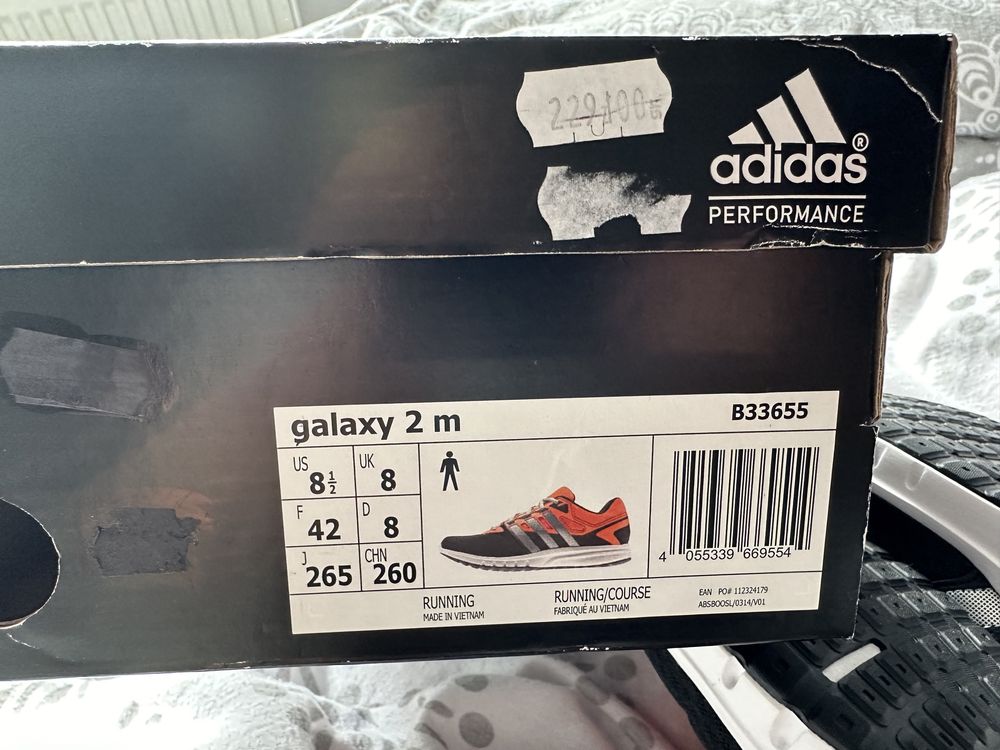 229,00
adidas®
PERFORMANCE
galaxy 2 m
B33655
US 8½
UK 8
F 42
D 8
J 265
CHN 260
4 055339 669554
RUNNING
MADE IN VIETNAM
RUNNING/COURSE
FABRIQUÉ AU VIETNAM
EAN PO# 112324179
ABSBOOSL/0314/V01